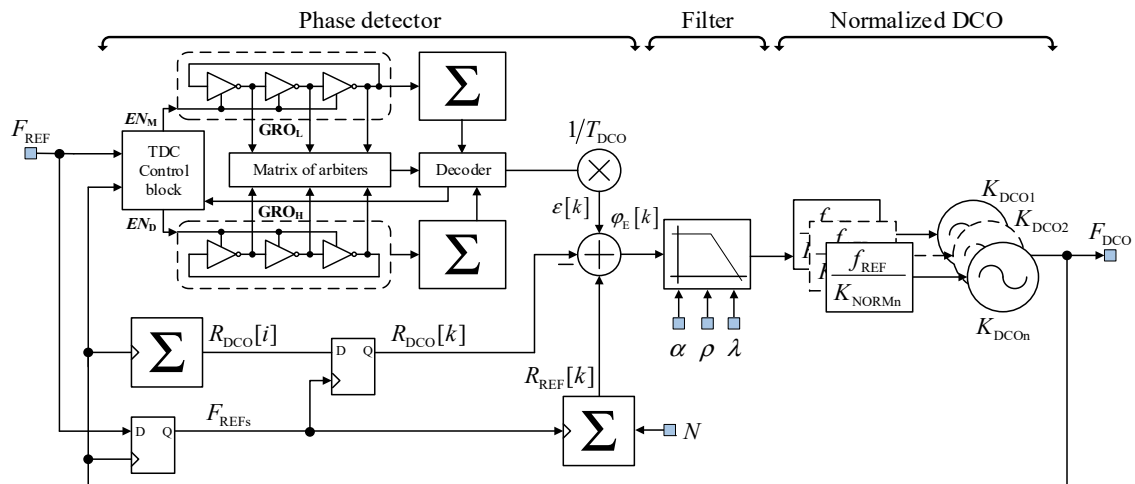 Phase detector
Filter
Normalized DCO
EN_M
GRO_L
Σ
1/T_DCO
F_REF
TDC
Control
block
Matrix of arbiters
Decoder
×
ε[k]
φ_E[k]
EN_D
GRO_H
Σ
K_DCO1
K_DCO2
F_DCO
f_REF
K_NORMn
K_DCOn
α
ρ
λ
Σ
R_DCO[i]
D
Q
R_DCO[k]
R_REF[k]
D
Q
F_REFs
Σ
N